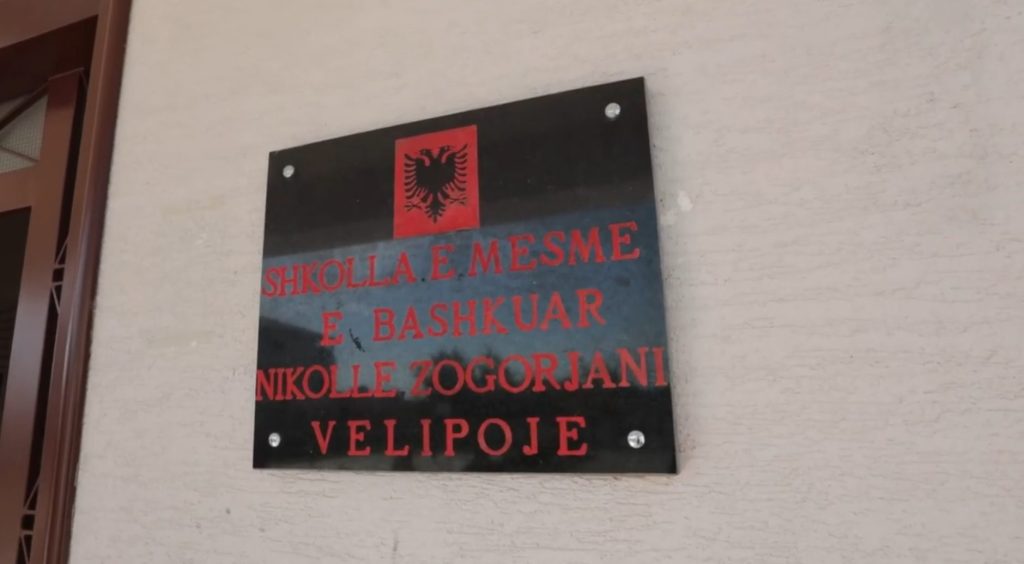 SHKOLLA E MESME
E BASHKUAR
NIKOLLE ZOGORJANI
VELIPOJE